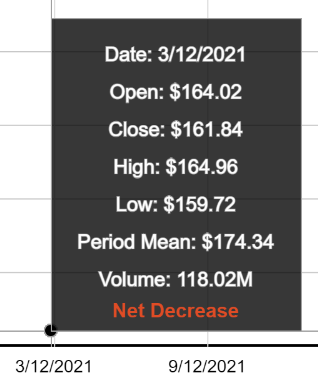 Date: 3/12/2021
Open: $164.02
Close: $161.84
High: $164.96
Low: $159.72
Period Mean: $174.34
Volume: 118.02M
Net Decrease
3/12/2021 9/12/2021